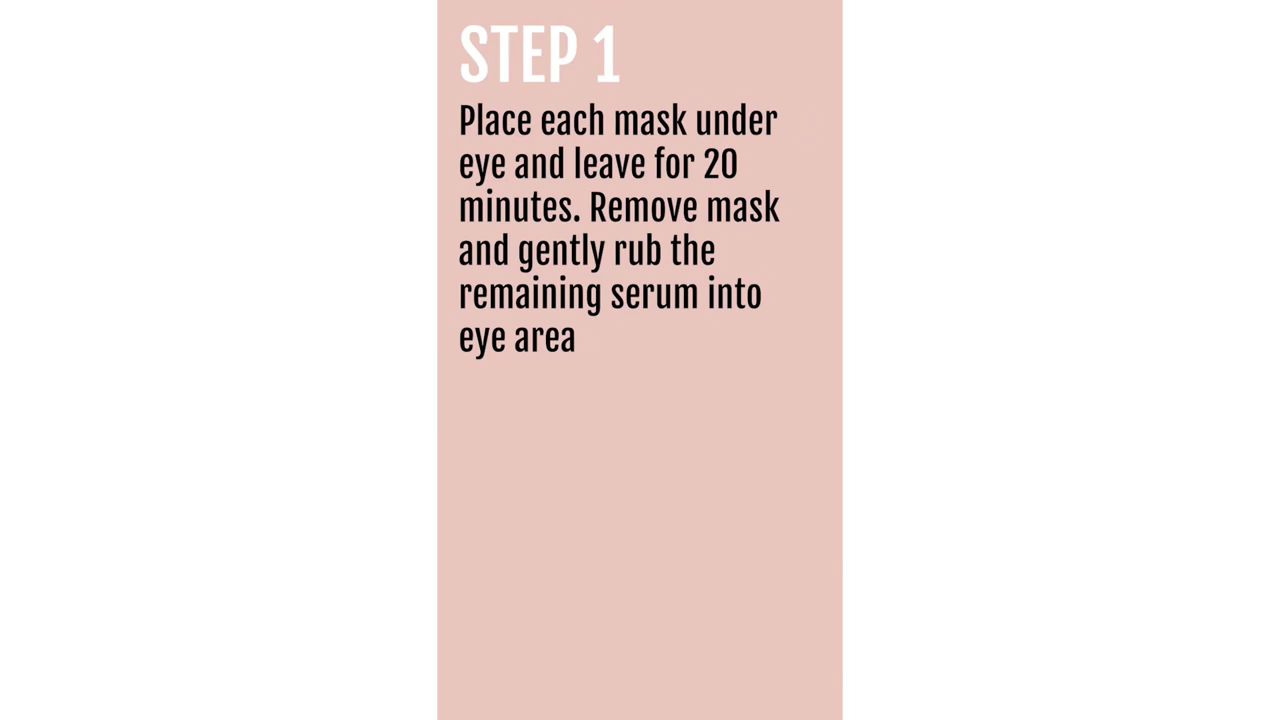 STEP 1
Place each mask under
eye and leave for 20
minutes. Remove mask
and gently rub the
remaining serum into
eye area